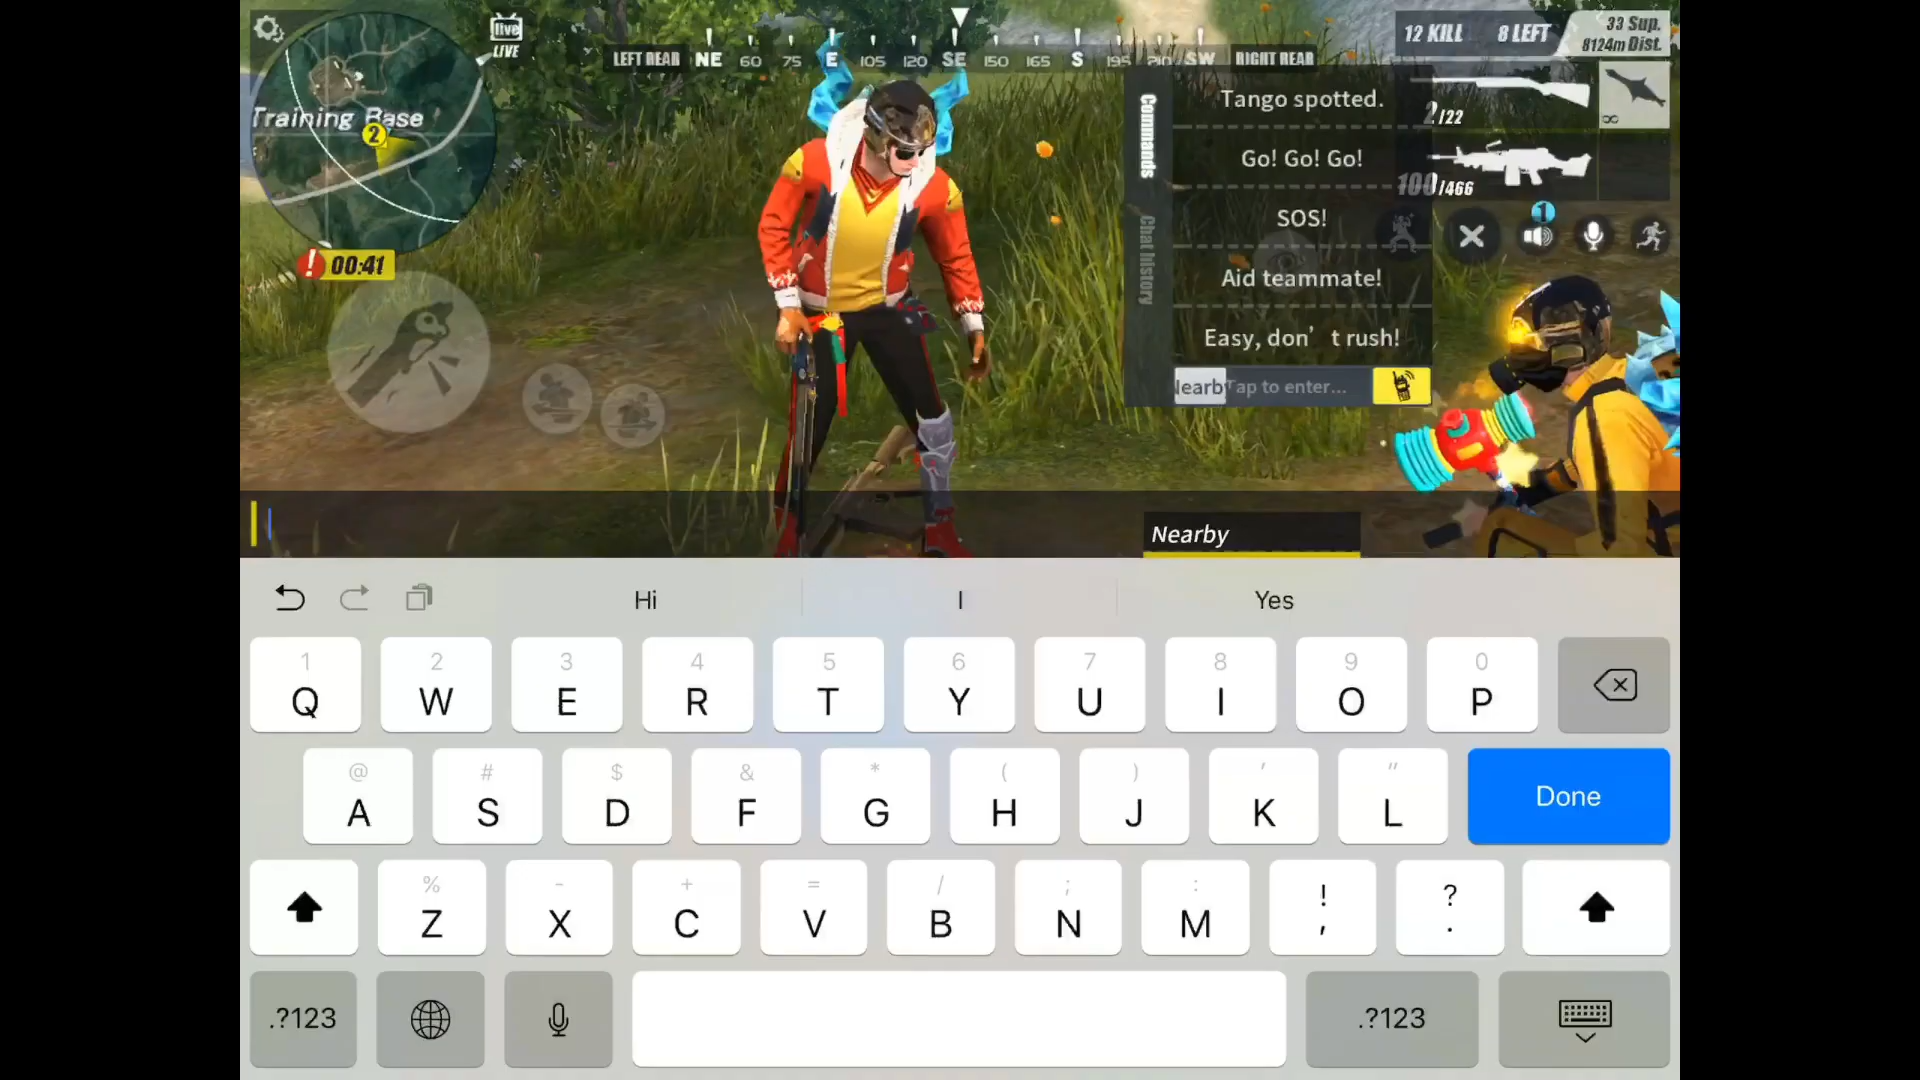 live
LIVE
LEFT REAR NE 60 75 E 105 120 SE 150 165 S 195 210 SW RIGHT REAR
12 KILL 8 LEFT
33 Sup.
8124m Dist.
Training Base
2
! 00:41
Commands
Chat history
Tango spotted.
Go! Go! Go!
SOS!
Aid teammate!
Easy, don’t rush!
Tap to enter...
2/22
∞
100/466
1
Nearby
Hi I Yes
1 2 3 4 5 6 7 8 9 0
Q W E R T Y U I O P
@ # $ & * ( ) ' "
A S D F G H J K L Done
% - + = / ; : ! ?
Z X C V B N M , .
.?123 .?123